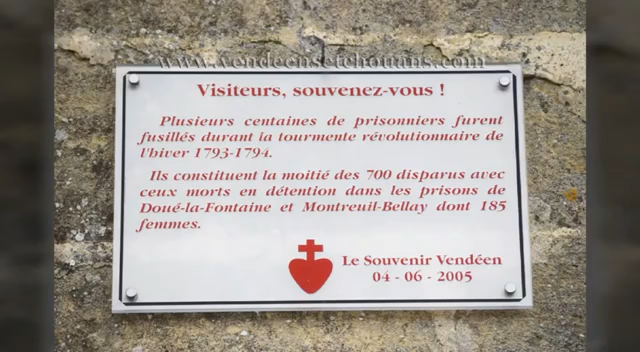 www.vendeensetchouans.com
Visiteurs, souvenez-vous !
Plusieurs centaines de prisonniers furent
fusillés durant la tourmente révolutionnaire de
l'hiver 1793-1794.
Ils constituent la moitié des 700 disparus avec
ceux morts en détention dans les prisons de
Doué-la-Fontaine et Montreuil-Bellay dont 185
femmes.
Le Souvenir Vendéen
04 - 06 - 2005